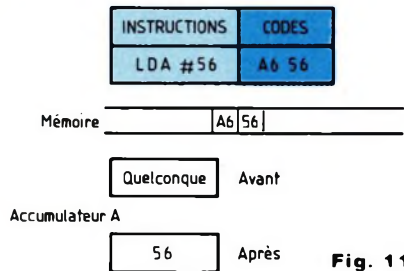 INSTRUCTIONS CODES
LDA #56 A6 56
Mémoire A6 56
Quelconque Avant
Accumulateur A
56 Après
Fig. 11